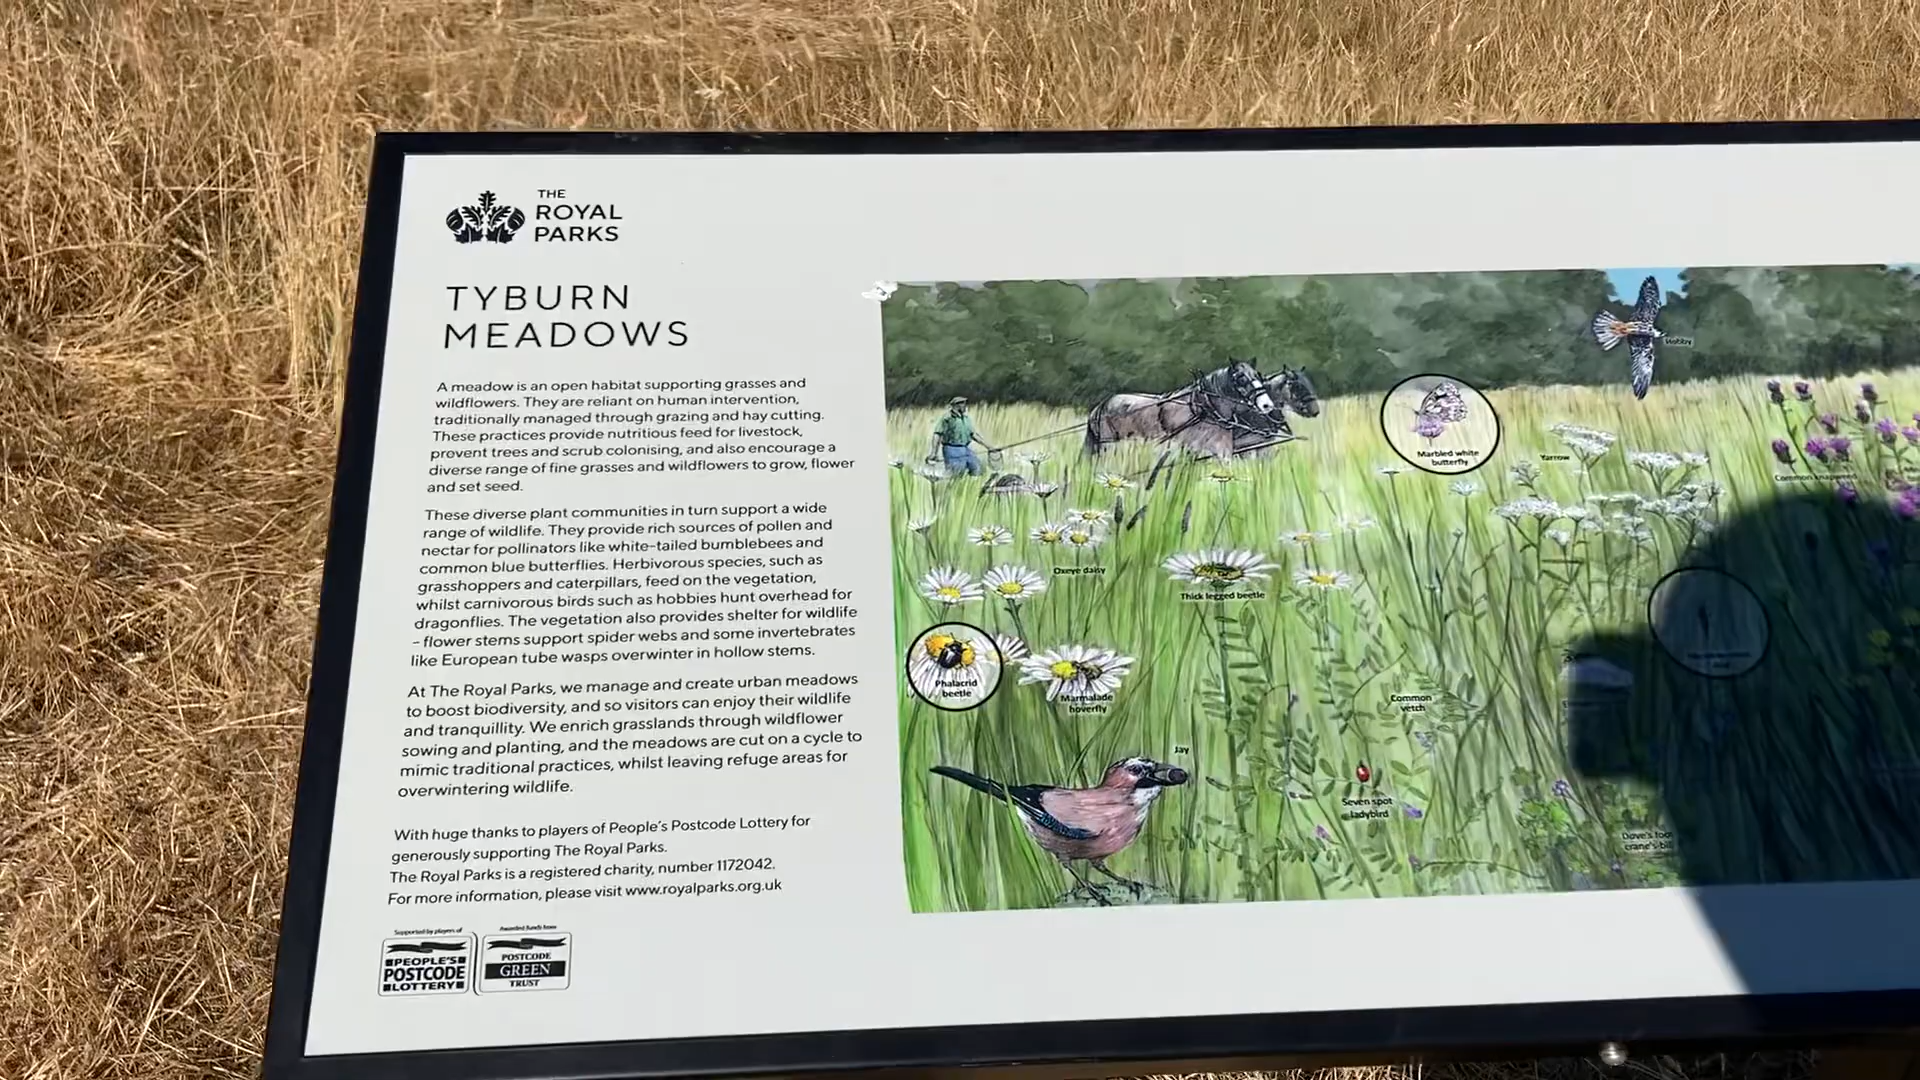 THE
ROYAL
PARKS
TYBURN
MEADOWS
A meadow is an open habitat supporting grasses and
wildflowers. They are reliant on human intervention,
traditionally managed through grazing and hay cutting.
These practices provide nutritious feed for livestock,
prevent trees and scrub colonising, and also encourage a
diverse range of fine grasses and wildflowers to grow, flower
and set seed.
These diverse plant communities in turn support a wide
range of wildlife. They provide rich sources of pollen and
nectar for pollinators like white-tailed bumblebees and
common blue butterflies. Herbivorous species, such as
grasshoppers and caterpillars, feed on the vegetation,
whilst carnivorous birds such as hobbies hunt overhead for
dragonflies. The vegetation also provides shelter for wildlife
- flower stems support spider webs and some invertebrates
like European tube wasps overwinter in hollow stems.
At The Royal Parks, we manage and create urban meadows
to boost biodiversity, and so visitors can enjoy their wildlife
and tranquillity. We enrich grasslands through wildflower
sowing and planting, and the meadows are cut on a cycle to
mimic traditional practices, whilst leaving refuge areas for
overwintering wildlife.
With huge thanks to players of People's Postcode Lottery for
generously supporting The Royal Parks.
The Royal Parks is a registered charity, number 1172042.
For more information, please visit www.royalparks.org.uk
Supported by players of
PEOPLE'S
POSTCODE
LOTTERY
Awarded funds from
POSTCODE
GREEN
TRUST
Hobby
Marbled white
butterfly
Yarrow
Common knapweed
Oxeye daisy
Thick legged beetle
Phalacrid
beetle
Marmalade
hoverfly
Common
vetch
Jay
Seven spot
ladybird
Dove's foot
crane's-bill